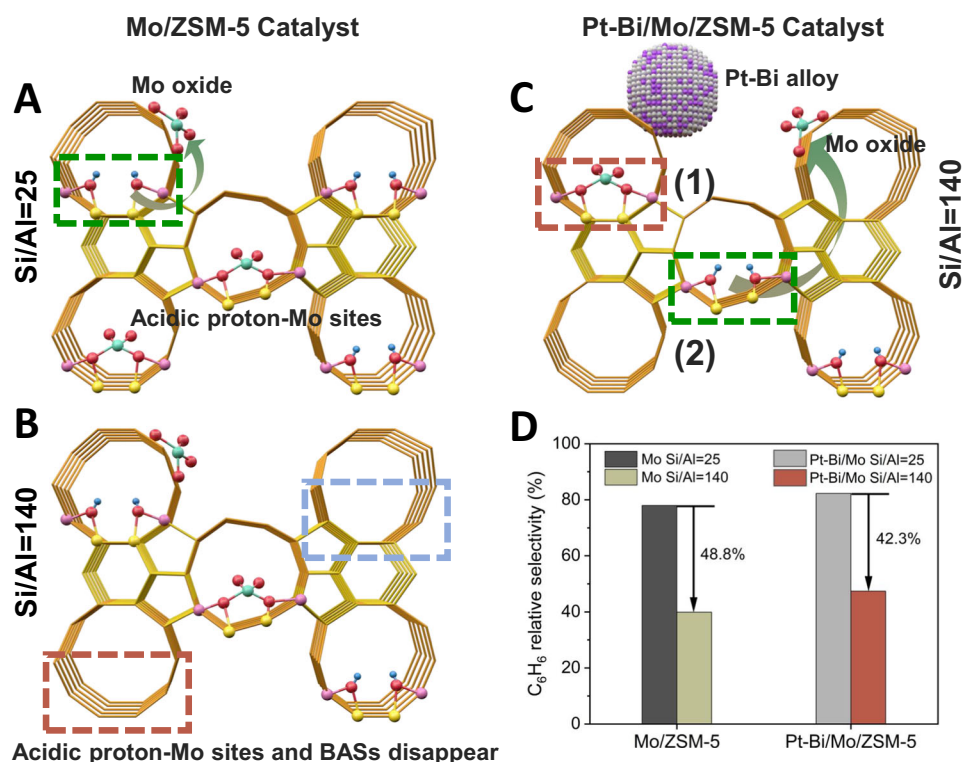 Mo/ZSM-5 Catalyst
Pt-Bi/Mo/ZSM-5 Catalyst
A
Mo oxide
Si/Al=25
Acidic proton-Mo sites
B
Si/Al=140
Acidic proton-Mo sites and BASs disappear
C
Pt-Bi alloy
Mo oxide
(1)
(2)
Si/Al=140
D
C₆H₆ relative selectivity (%)
100
80
60
40
20
0
Mo Si/Al=25
Mo Si/Al=140
Pt-Bi/Mo Si/Al=25
Pt-Bi/Mo Si/Al=140
48.8%
42.3%
Mo/ZSM-5
Pt-Bi/Mo/ZSM-5